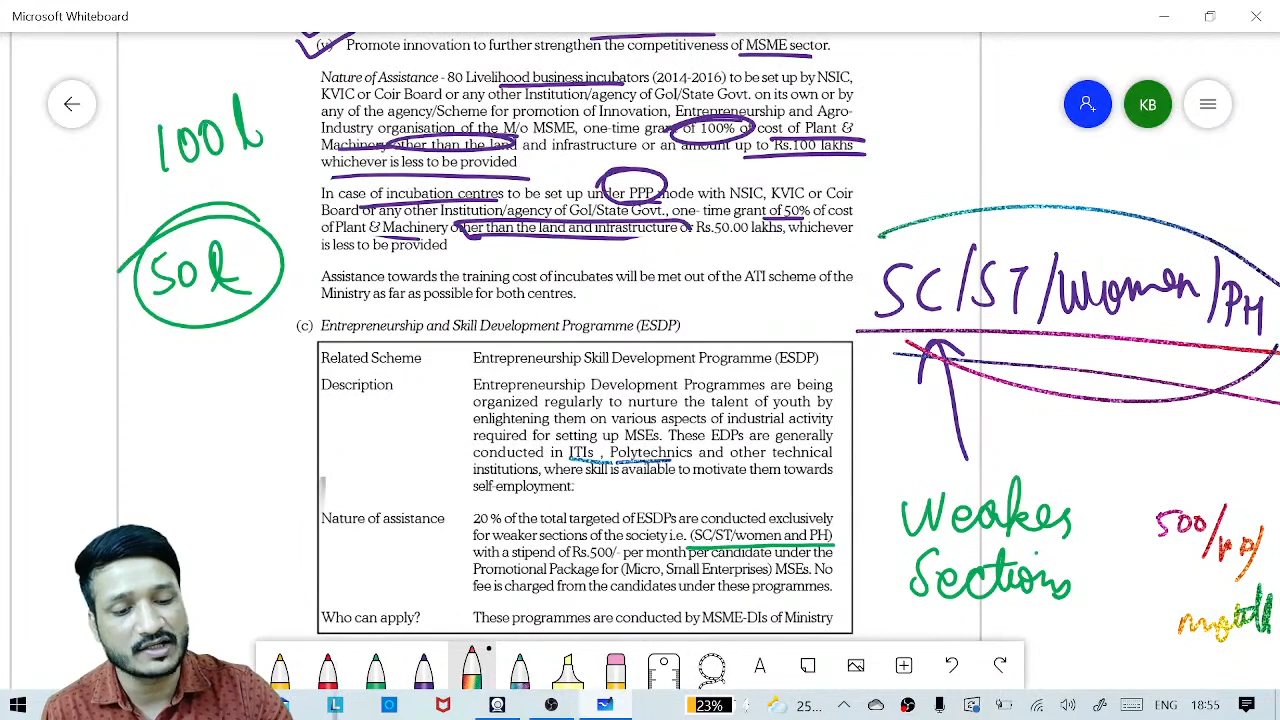 Microsoft Whiteboard
(v) Promote innovation to further strengthen the competitiveness of MSME sector.
Nature of Assistance - 80 Livelihood business incubators (2014-2016) to be set up by NSIC,
KVIC or Coir Board or any other Institution/agency of GoI/State Govt. on its own or by
any of the agency/Scheme for promotion of Innovation, Entrepreneurship and Agro-
Industry organisation of the M/o MSME, one-time grant of 100% of cost of Plant &
Machinery other than the land and infrastructure or an amount up to Rs.100 lakhs
whichever is less to be provided
In case of incubation centres to be set up under PPP mode with NSIC, KVIC or Coir
Board or any other Institution/agency of GoI/State Govt., one- time grant of 50% of cost
of Plant & Machinery other than the land and infrastructure or Rs.50.00 lakhs, whichever
is less to be provided
Assistance towards the training cost of incubates will be met out of the ATI scheme of the
Ministry as far as possible for both centres.
(c) Entrepreneurship and Skill Development Programme (ESDP)
Related Scheme Entrepreneurship Skill Development Programme (ESDP)
Description Entrepreneurship Development Programmes are being
organized regularly to nurture the talent of youth by
enlightening them on various aspects of industrial activity
required for setting up MSEs. These EDPs are generally
conducted in ITIs , Polytechnics and other technical
institutions, where skill is available to motivate them towards
self-employment:
Nature of assistance 20 % of the total targeted of ESDPs are conducted exclusively
for weaker sections of the society i.e. (SC/ST/women and PH)
with a stipend of Rs.500/- per month per candidate under the
Promotional Package for (Micro, Small Enterprises) MSEs. No
fee is charged from the candidates under these programmes.
Who can apply? These programmes are conducted by MSME-DIs of Ministry
100L
50L
KB
SC/ST/Women/PH
Weaker
Sections
500/
23%
25...
ENG
18:55